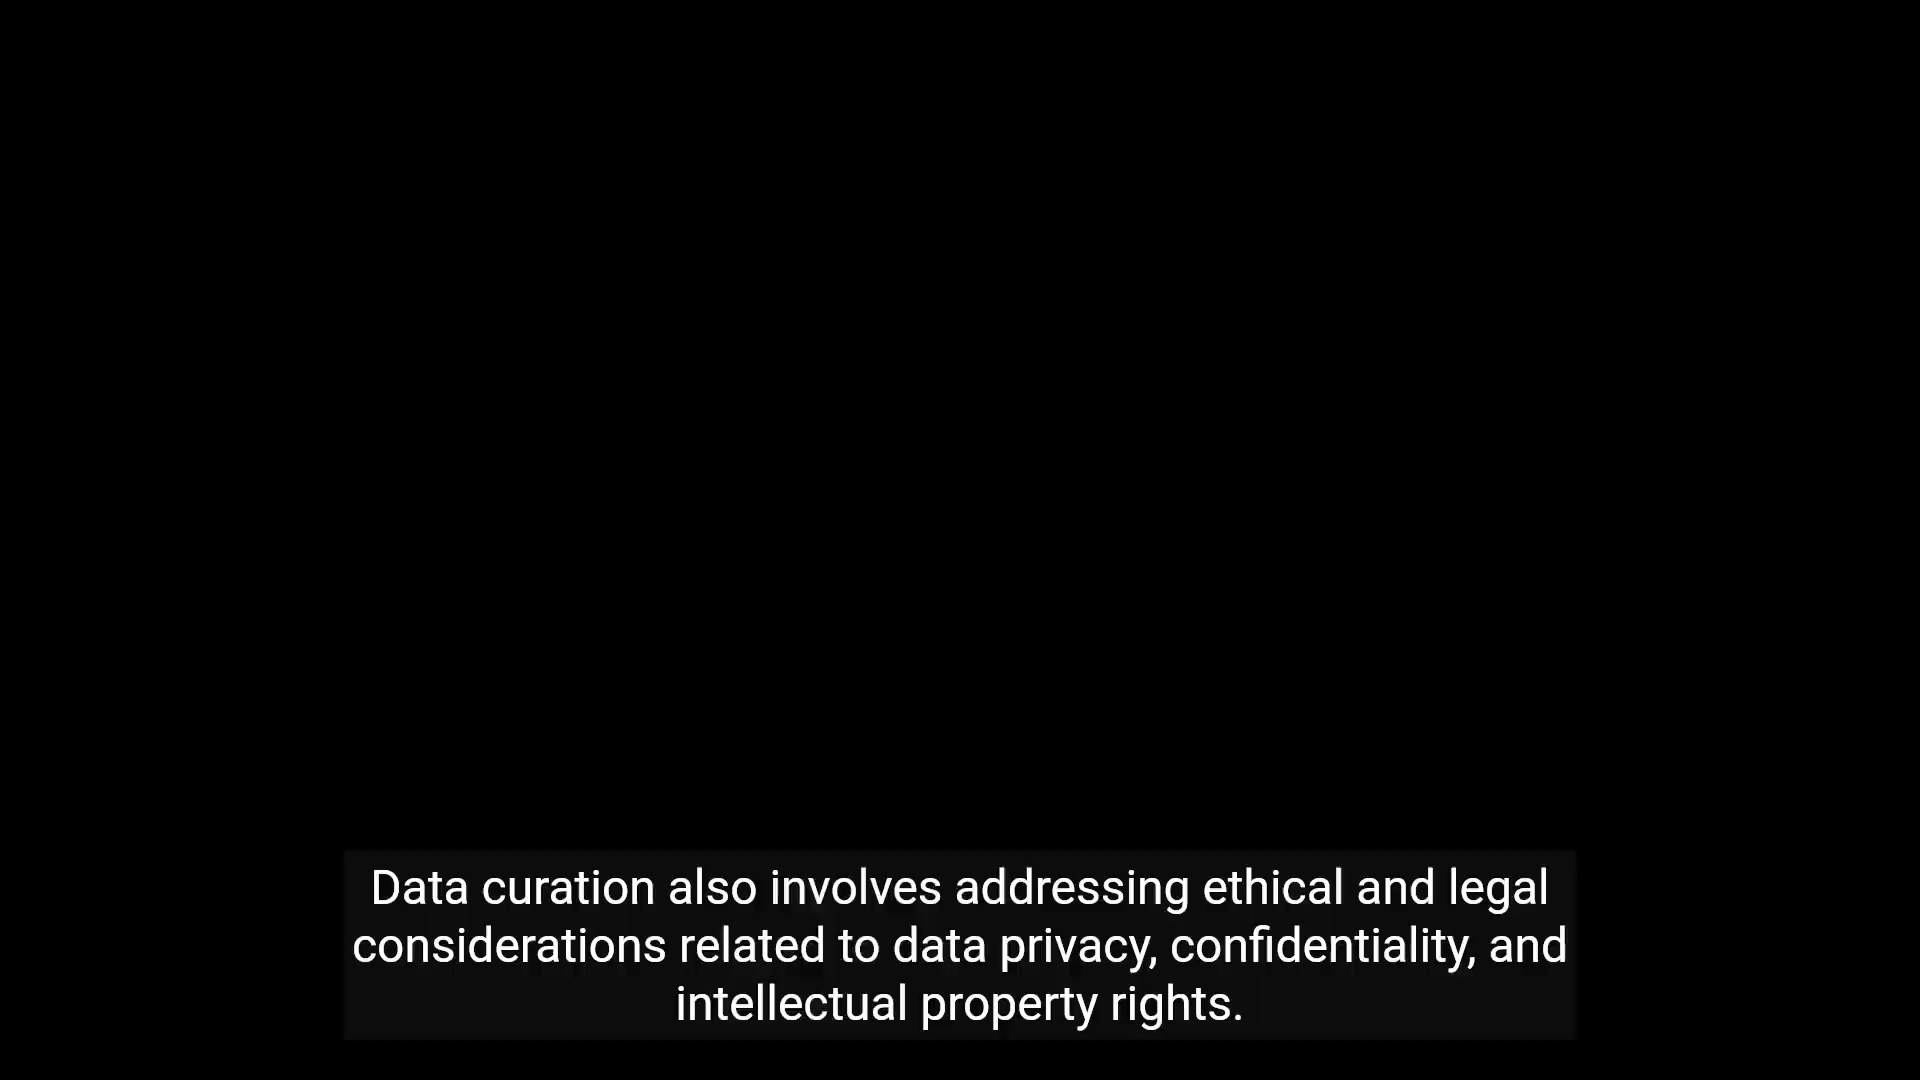 Data curation also involves addressing ethical and legal
considerations related to data privacy, confidentiality, and
intellectual property rights.